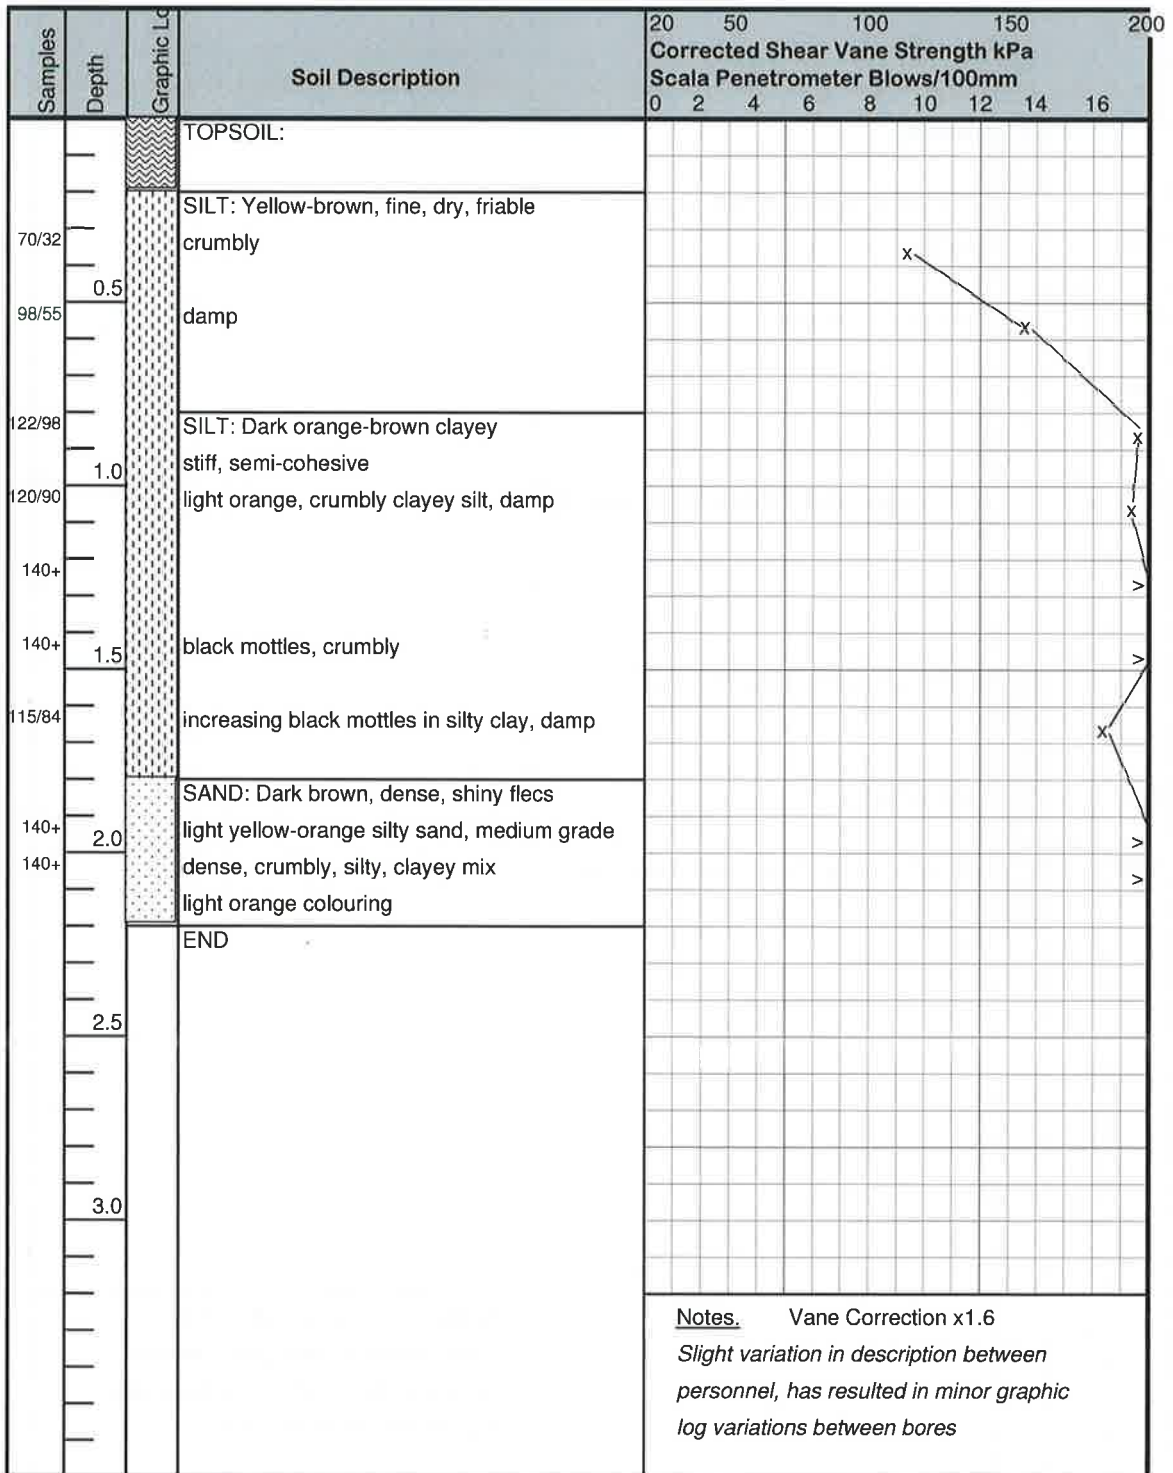 Samples
Depth
Graphic Lo
Soil Description
20 50 100 150 200
Corrected Shear Vane Strength kPa
Scala Penetrometer Blows/100mm
0 2 4 6 8 10 12 14 16
TOPSOIL:
SILT: Yellow-brown, fine, dry, friable
70/32 crumbly
x
0.5
98/55 damp
x
122/98 SILT: Dark orange-brown clayey
x
stiff, semi-cohesive
1.0
120/90 light orange, crumbly clayey silt, damp
x
140+
>
140+ black mottles, crumbly
1.5
>
115/84 increasing black mottles in silty clay, damp
x
SAND: Dark brown, dense, shiny flecs
140+ light yellow-orange silty sand, medium grade
2.0
>
140+ dense, crumbly, silty, clayey mix
>
light orange colouring
END
2.5
3.0
Notes. Vane Correction x1.6
Slight variation in description between
personnel, has resulted in minor graphic
log variations between bores